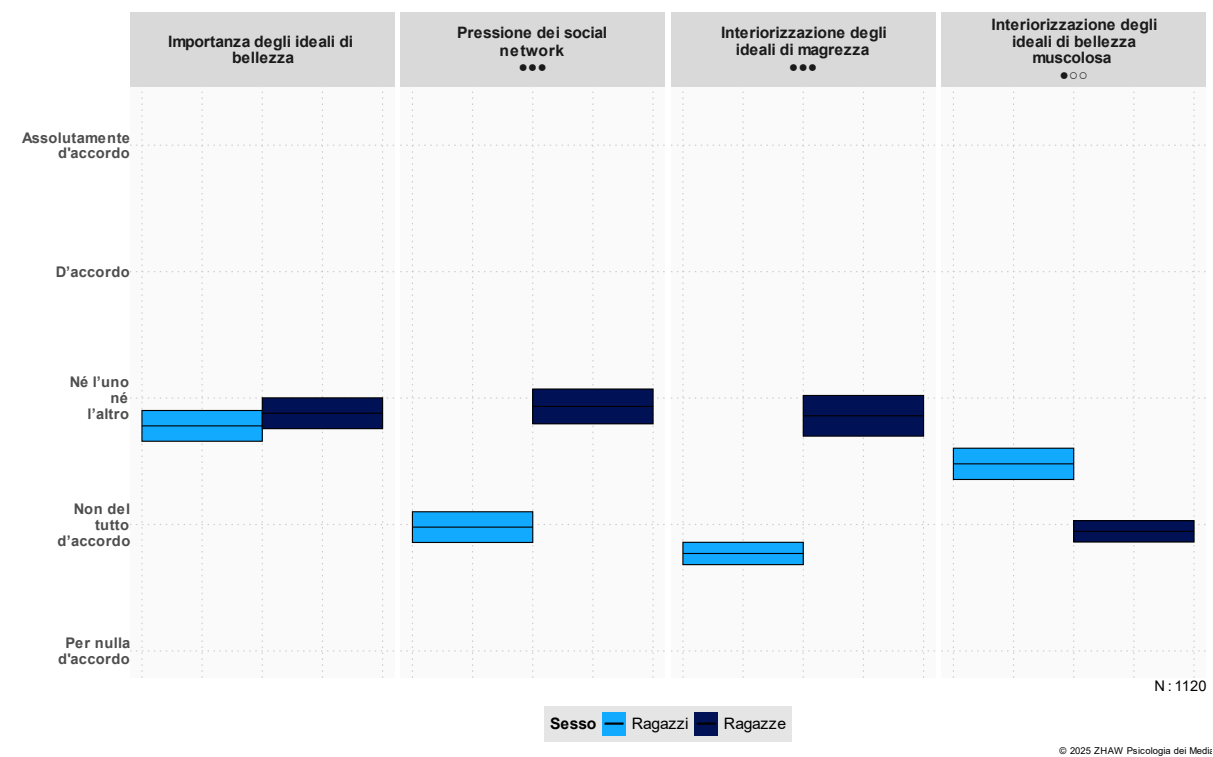 Importanza degli ideali di
bellezza
Pressione dei social
network
●●●
Interiorizzazione degli
ideali di magrezza
●●●
Interiorizzazione degli
ideali di bellezza
muscolosa
●○○
Assolutamente
d'accordo
D’accordo
Né l’uno
né
l’altro
Non del
tutto
d’accordo
Per nulla
d'accordo
N : 1120
Sesso Ragazzi Ragazze
© 2025 ZHAW Psicologia dei Media